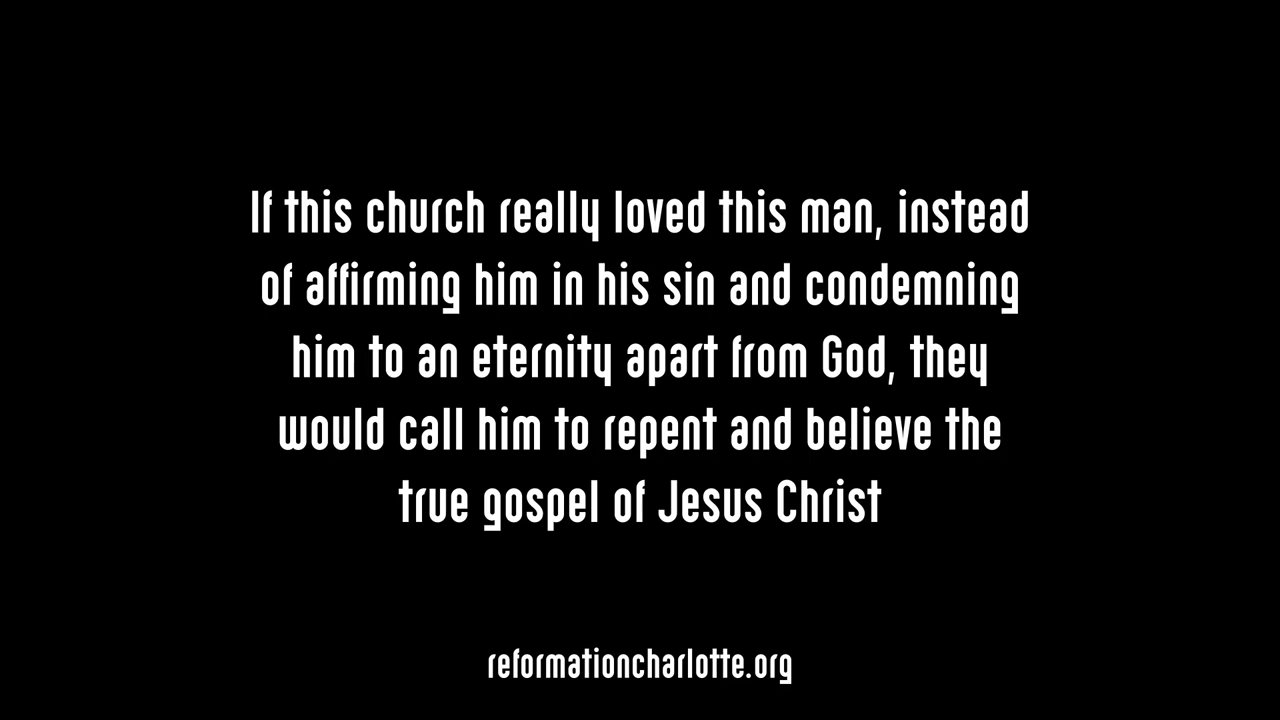 If this church really loved this man, instead
of affirming him in his sin and condemning
him to an eternity apart from God, they
would call him to repent and believe the
true gospel of Jesus Christ
reformationcharlotte.org